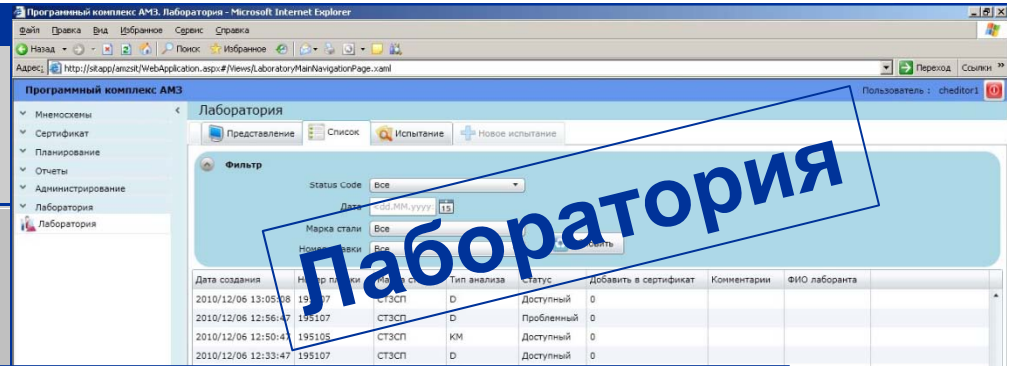 Программный комплекс АМЗ. Лаборатория - Microsoft Internet Explorer
Файл Правка Вид Избранное Сервис Справка
Назад Поиск Избранное
Адрес: http://sitapp/amzsit/WebApplication.aspx#/Views/LaboratoryMainNavigationPage.xaml Переход Ссылки »
Программный комплекс АМЗ Пользователь : cheditor1
Мнемосхемы
Сертификат
Планирование
Отчеты
Администрирование
Лаборатория
Лаборатория
Лаборатория
Представление Список Испытание Новое испытание
Фильтр
Status Code Все
Дата <dd.MM.yyyy> 15
Марка стали Все
Все
Лаборатория
Дата создания Тип анализа Статус Добавить в сертификат Комментарии ФИО лаборанта
2010/12/06 13:05:08 СТ3СП D Доступный 0
2010/12/06 12:56:47 195107 СТ3СП D Проблемный 0
2010/12/06 12:50:47 195105 СТ3СП КМ Доступный 0
2010/12/06 12:33:47 195107 СТ3СП D Доступный 0